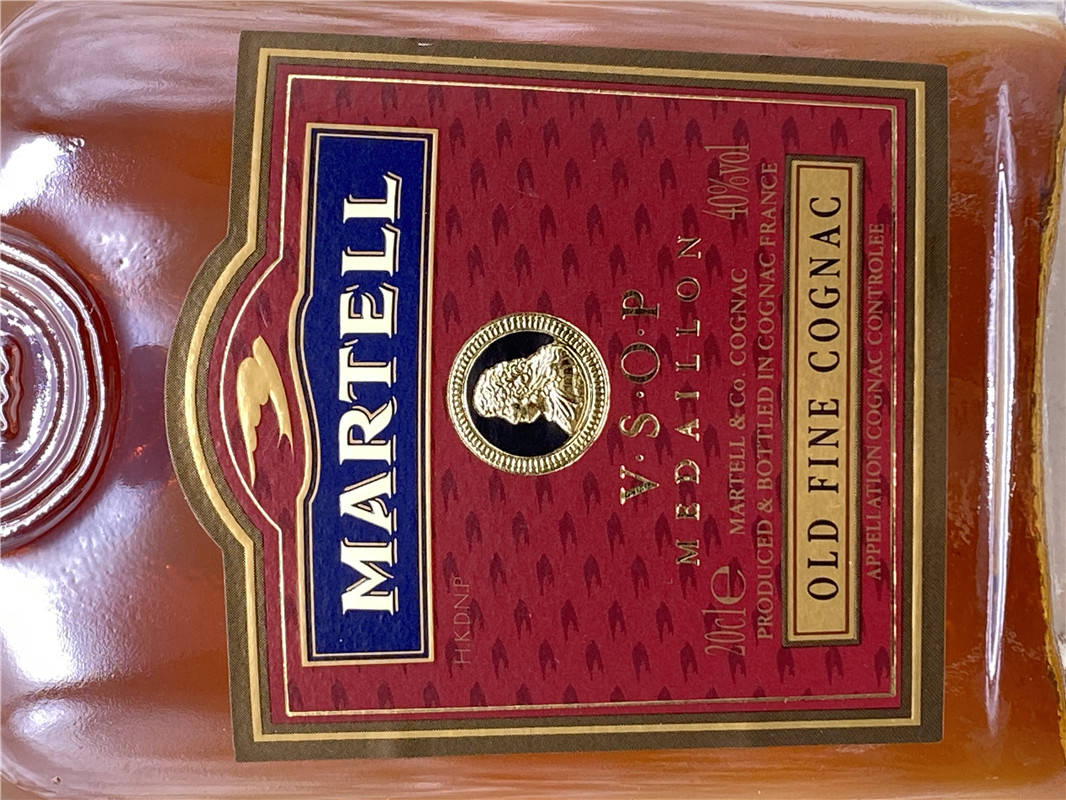 MARTELL
HKDNP
V·S·O·P
MEDAILLON
20cl e MARTELL & Co. COGNAC 40%vol
PRODUCED & BOTTLED IN COGNAC FRANCE
OLD FINE COGNAC
APPELLATION COGNAC CONTROLEE